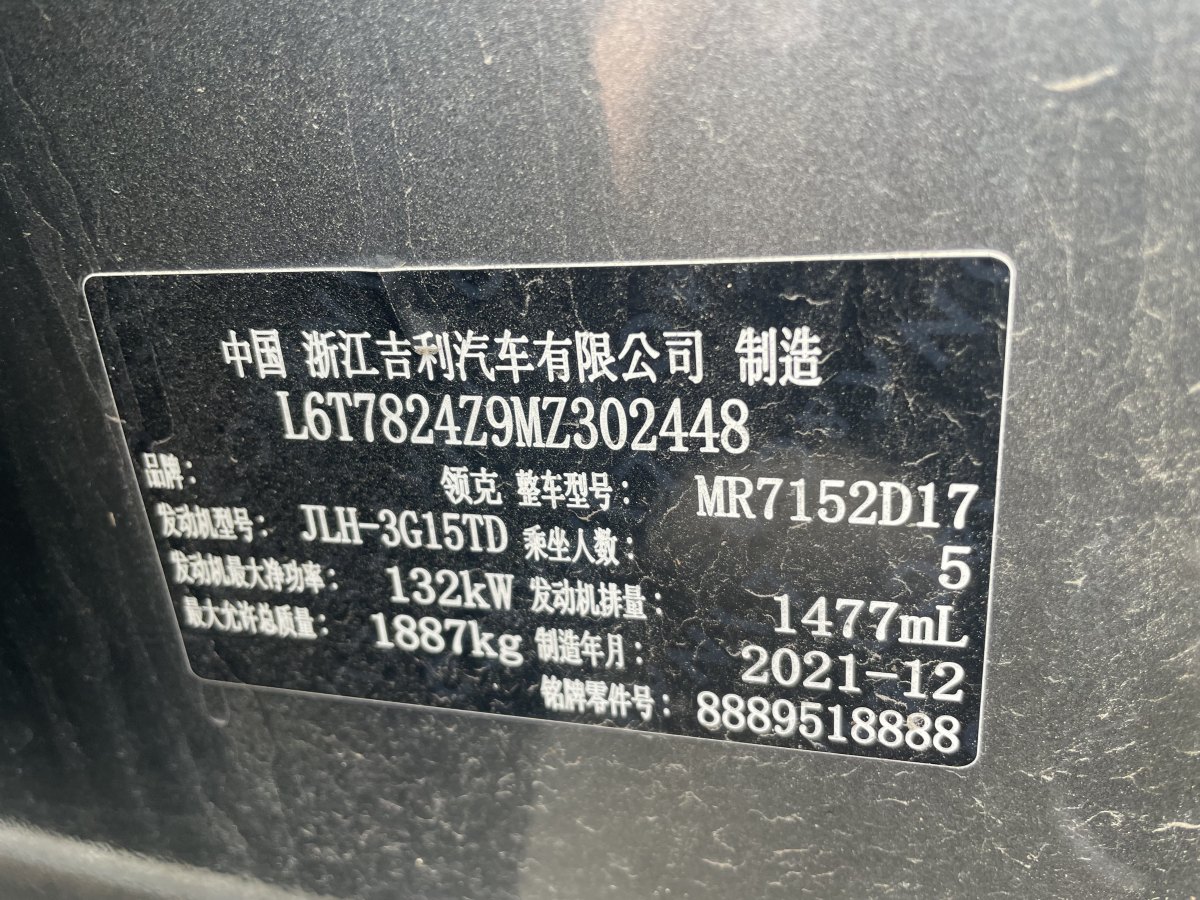 中国 浙江吉利汽车有限公司 制造
L6T7824Z9MZ302448
品牌: 领克 整车型号: MR7152D17
发动机型号: JLH-3G15TD 乘坐人数: 5
发动机最大净功率: 132kW 发动机排量: 1477mL
最大允许总质量: 1887kg 制造年月: 2021-12
铭牌零件号: 8889518888